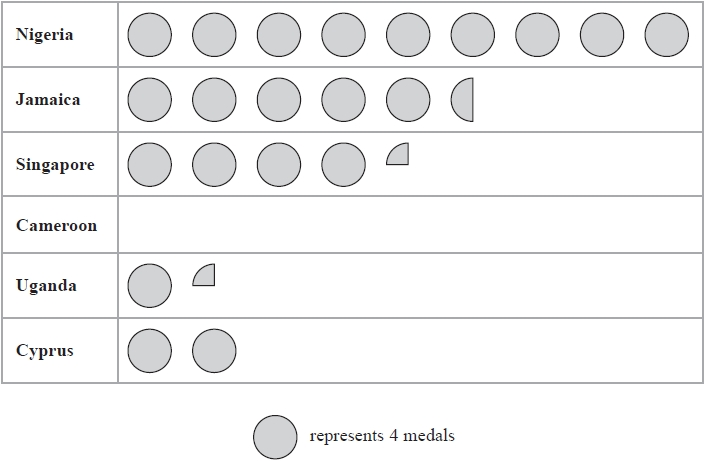 Nigeria
Jamaica
Singapore
Cameroon
Uganda
Cyprus
represents 4 medals